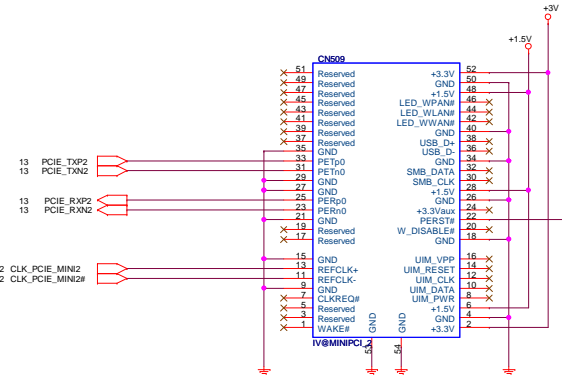 +3V
+1.5V
CN509
51 Reserved +3.3V 52
49 Reserved GND 50
47 Reserved +1.5V 48
45 Reserved LED_WPAN# 46
43 Reserved LED_WLAN# 44
41 Reserved LED_WWAN# 42
39 Reserved GND 40
37 Reserved USB_D+ 38
35 GND USB_D- 36
13 PCIE_TXP2 33 PETp0 GND 34
13 PCIE_TXN2 31 PETn0 SMB_DATA 32
29 GND SMB_CLK 30
27 GND +1.5V 28
13 PCIE_RXP2 25 PERp0 GND 26
13 PCIE_RXN2 23 PERn0 +3.3Vaux 24
21 GND PERST# 22
19 Reserved W_DISABLE# 20
17 Reserved GND 18
15 GND UIM_VPP 16
2 CLK_PCIE_MINI2 13 REFCLK+ UIM_RESET 14
2 CLK_PCIE_MINI2# 11 REFCLK- UIM_CLK 12
9 GND UIM_DATA 10
7 CLKREQ# UIM_PWR 8
5 Reserved +1.5V 6
3 Reserved GND 4
1 WAKE# +3.3V 2
GND GND
IV@MINIPCI_2
53 54